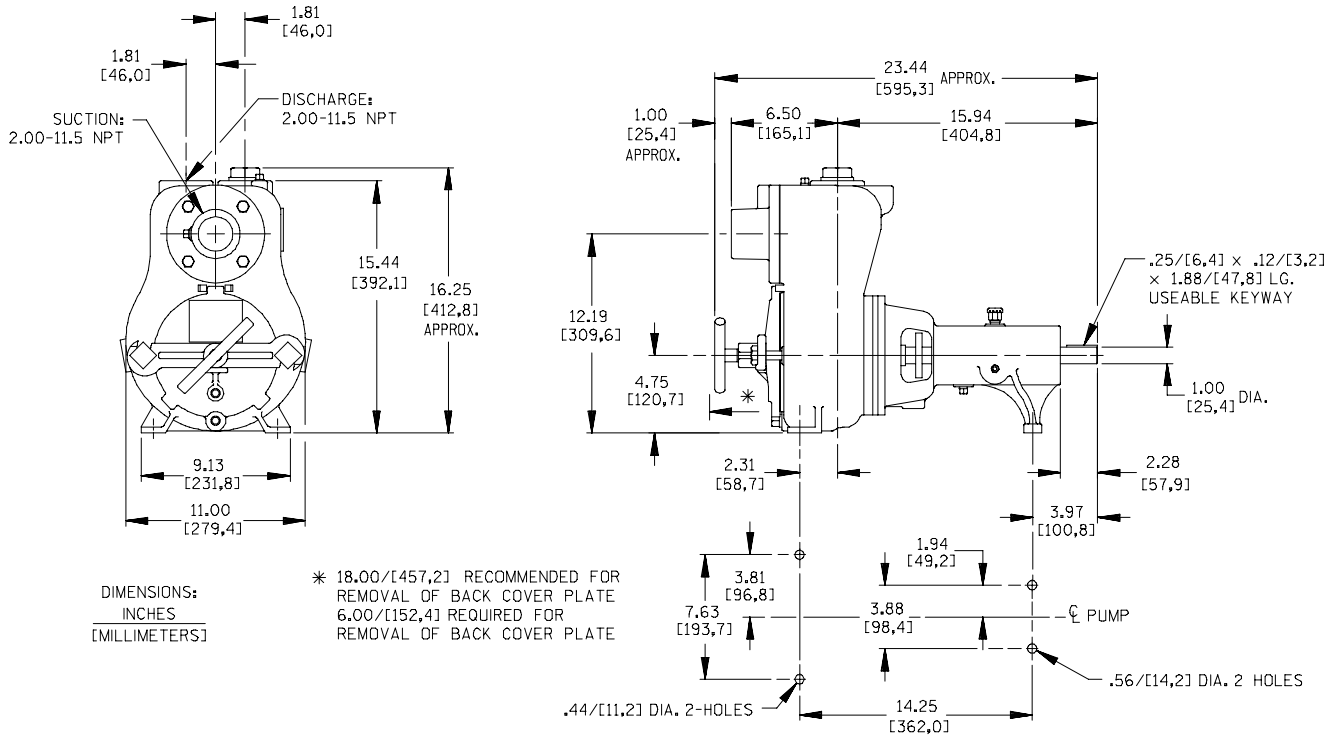 1.81
[46,0]
1.81
[46,0]
SUCTION:
2.00-11.5 NPT
DISCHARGE:
2.00-11.5 NPT
15.44
[392,1]
16.25
[412,8]
APPROX.
9.13
[231,8]
11.00
[279,4]
23.44
[595,3]
APPROX.
1.00
[25,4]
APPROX.
6.50
[165,1]
15.94
[404,8]
12.19
[309,6]
4.75
[120,7]
*
.25/[6,4] x .12/[3,2]
x 1.88/[47,8] LG.
USEABLE KEYWAY
1.00
[25,4]
DIA.
2.31
[58,7]
2.28
[57,9]
3.97
[100,8]
1.94
[49,2]
3.81
[96,8]
7.63
[193,7]
3.88
[98,4]
℄ PUMP
.56/[14,2] DIA. 2 HOLES
.44/[11,2] DIA. 2-HOLES
14.25
[362,0]
DIMENSIONS:
INCHES
[MILLIMETERS]
* 18.00/[457,2] RECOMMENDED FOR
REMOVAL OF BACK COVER PLATE
6.00/[152,4] REQUIRED FOR
REMOVAL OF BACK COVER PLATE